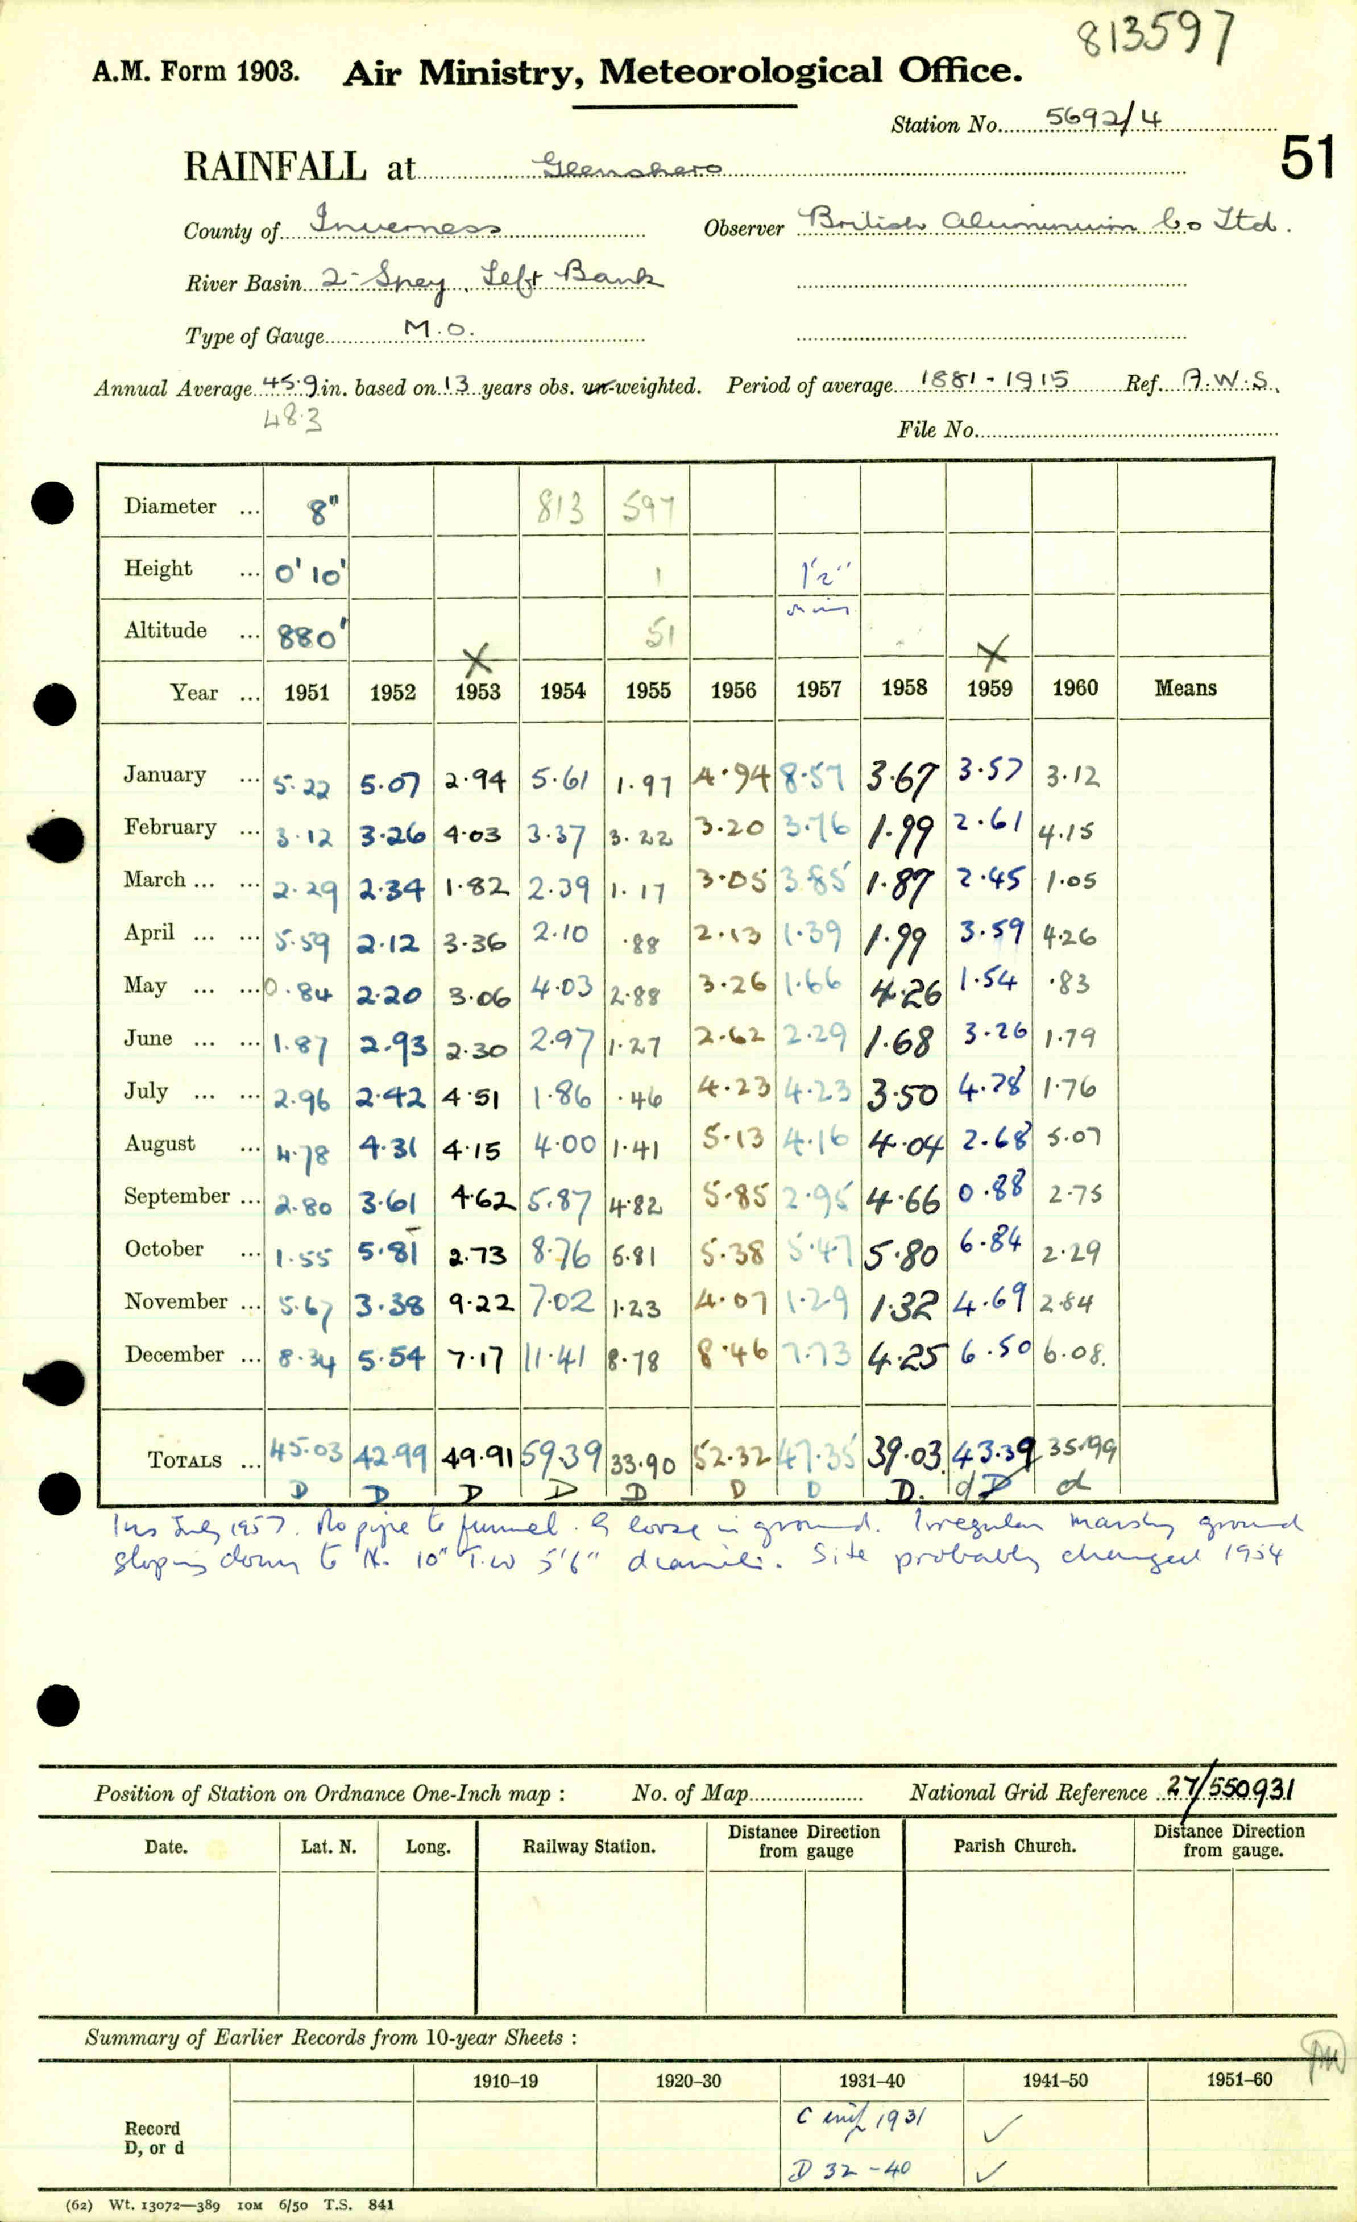 813597
A.M. Form 1903. Air Ministry, Meteorological Office.
Station No. 5692/4
51
RAINFALL at Glenshero
County of Inverness Observer British Aluminium Co Ltd.
River Basin 2- Spey, Left Bank
Type of Gauge M.O.
Annual Average 45.9 in. based on 13 years obs. un-weighted. Period of average 1881-1915 Ref. A.W.S.
48.3
File No.
Diameter ... 8" 813 597
Height ... 0' 10" 1 1'2"
Altitude ... 880' 51
X X
Year ... 1951 1952 1953 1954 1955 1956 1957 1958 1959 1960 Means
January ... 5.22 5.07 2.94 5.61 1.97 4.94 8.57 3.67 3.57 3.12
February ... 3.12 3.26 4.03 3.37 3.22 3.20 3.76 1.99 2.61 4.15
March ... ... 2.29 2.34 1.82 2.39 1.17 3.05 3.85 1.87 2.45 1.05
April ... ... 5.59 2.12 3.36 2.10 .88 2.13 1.39 1.99 3.59 4.26
May ... ... 0.84 2.20 3.06 4.03 2.88 3.26 1.66 4.26 1.54 .83
June ... ... 1.87 2.93 2.30 2.97 1.27 2.62 2.29 1.68 3.26 1.79
July ... ... 2.96 2.42 4.51 1.86 .46 4.23 4.23 3.50 4.78 1.76
August ... 4.78 4.31 4.15 4.00 1.41 5.13 4.16 4.04 2.68 5.07
September ... 2.80 3.61 4.62 5.87 4.82 5.85 2.95 4.66 0.88 2.75
October ... 1.55 5.81 2.73 8.76 5.81 5.38 5.47 5.80 6.84 2.29
November ... 5.67 3.38 9.22 7.02 1.23 4.07 1.29 1.32 4.69 2.84
December ... 8.34 5.54 7.17 11.41 8.78 8.46 7.73 4.25 6.50 6.08.
TOTALS ... 45.03 42.99 49.91 59.39 33.90 52.32 47.35 39.03 43.39 35.99
D D D D D D D D. d D d
Ins July 1957. No pipe to funnel. G loose in ground. Irregular marshy ground
sloping down to N. 10" T. W 5'6" Site probably changed 1954
Position of Station on Ordnance One-Inch map : No. of Map National Grid Reference 27/550931
Date. Lat. N. Long. Railway Station. Distance from gauge Direction Parish Church. Distance from gauge. Direction
Summary of Earlier Records from 10-year Sheets :
1910–19 1920–30 1931–40 1941–50 1951–60
Record D, or d
C 1931 ✓
D 32-40 ✓
(62) Wt. 13072—389 10M 6/50 T.S. 841